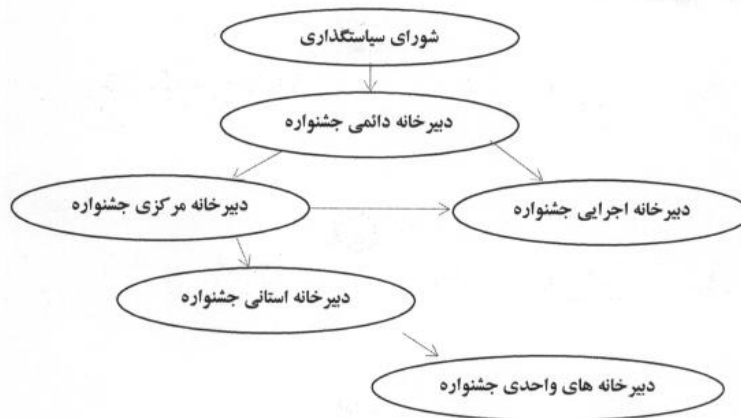 شورای سیاستگذاری
دبیرخانه دائمی جشنواره
دبیرخانه مرکزی جشنواره
دبیرخانه اجرایی جشنواره
دبیرخانه استانی جشنواره
دبیرخانه های واحدی جشنواره